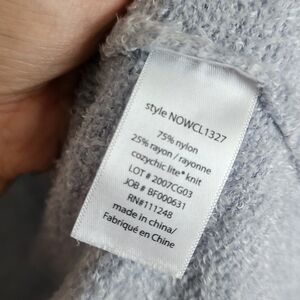 style NOWCL1327
75% nylon
25% rayon / rayonne
cozychic lite® knit
LOT # 2007CG03
JOB # BF000631
RN#111248
made in china/
Fabriqué en Chine